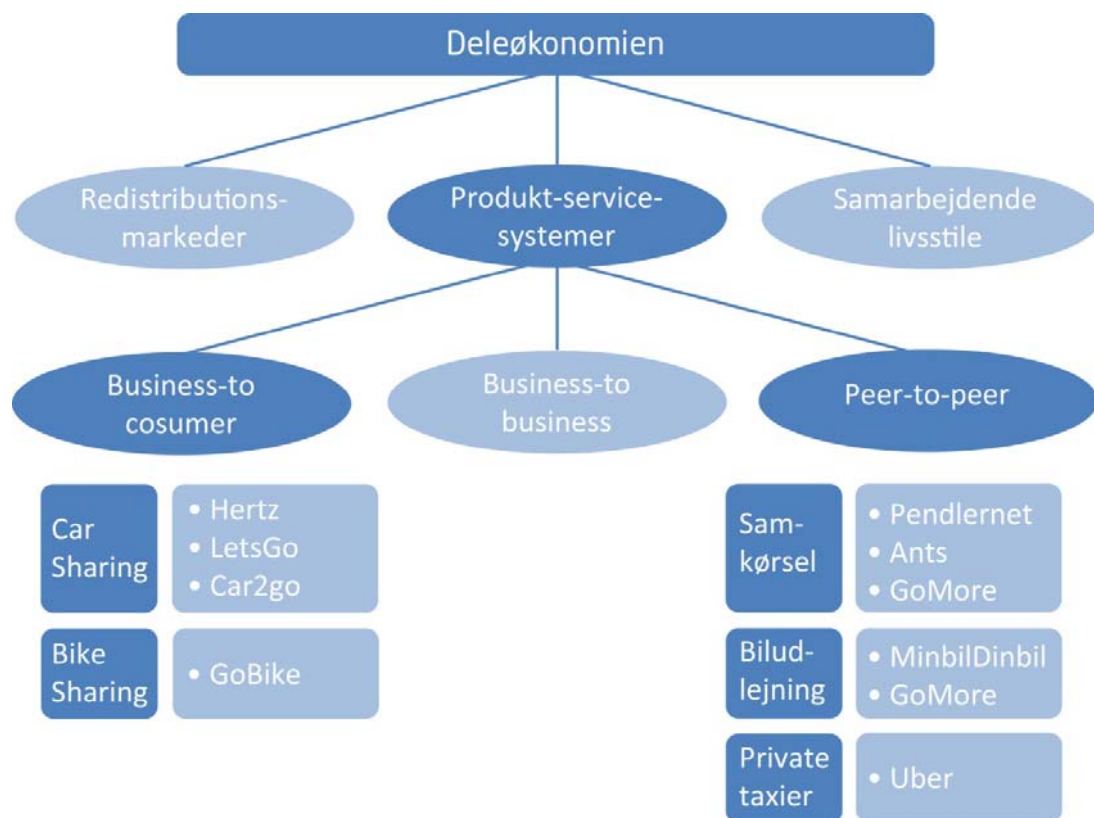 Deleøkonomien
Redistributions-
markeder
Produkt-service-
systemer
Samarbejdende
livsstile
Business-to
cosumer
Business-to
business
Peer-to-peer
Car
Sharing
• Hertz
• LetsGo
• Car2go
Bike
Sharing
• GoBike
Sam-
kørsel
• Pendlernet
• Ants
• GoMore
Bilud-
lejning
• MinbilDinbil
• GoMore
Private
taxier
• Uber